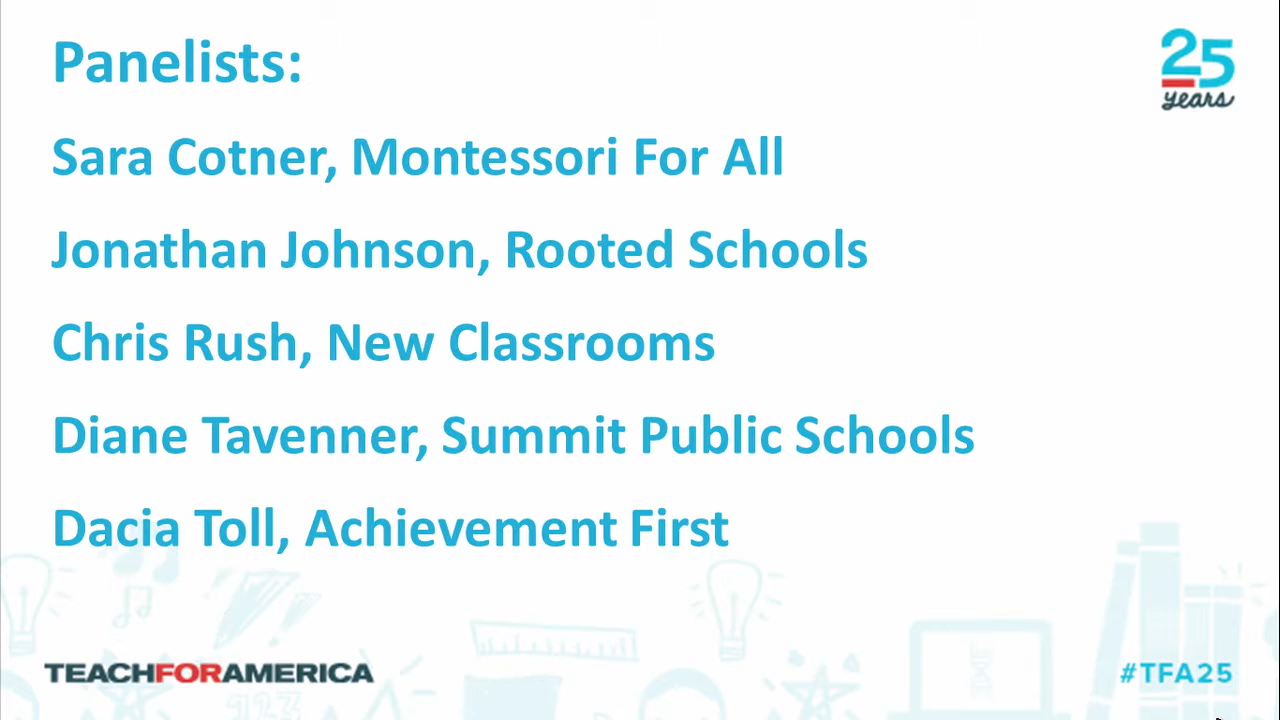 Panelists:
25
years
Sara Cotner, Montessori For All
Jonathan Johnson, Rooted Schools
Chris Rush, New Classrooms
Diane Tavenner, Summit Public Schools
Dacia Toll, Achievement First
TEACHFORAMERICA
123
#TFA25